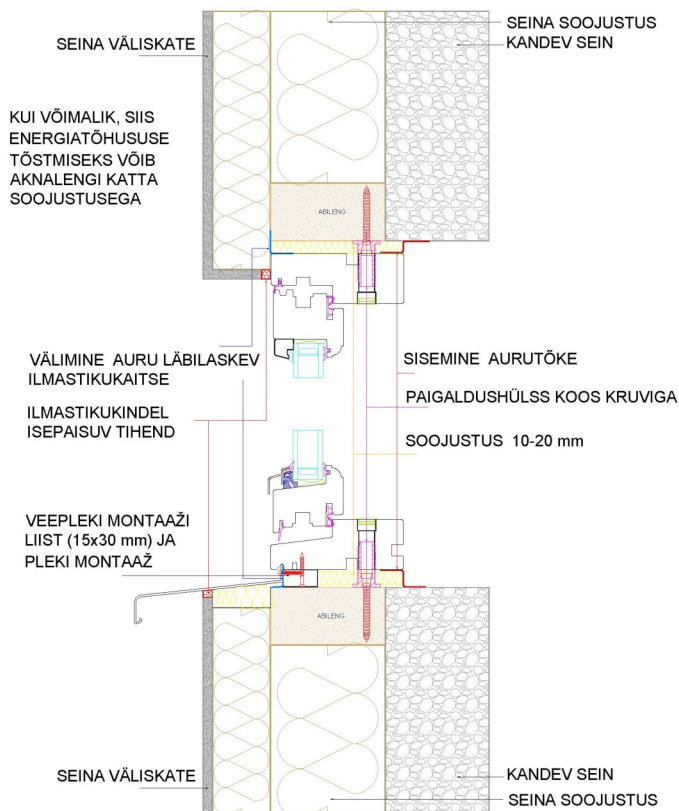 SEINA VÄLISKATE
SEINA SOOJUSTUS
KANDEV SEIN
KUI VÕIMALIK, SIIS
ENERGIATÕHUSUSE
TÕSTMISEKS VÕIB
AKNALENGI KATTA
SOOJUSTUSEGA
ABILENG
VÄLIMINE AURU LÄBILASKEV
ILMASTIKUKAITSE
SISEMINE AURUTÕKE
PAIGALDUSHÜLSS KOOS KRUVIGA
ILMASTIKUKINDEL
ISEPAISUV TIHEND
SOOJUSTUS 10-20 mm
VEEPLEKI MONTAAŽI
LIIST (15x30 mm) JA
PLEKI MONTAAŽ
ABILENG
SEINA VÄLISKATE
KANDEV SEIN
SEINA SOOJUSTUS